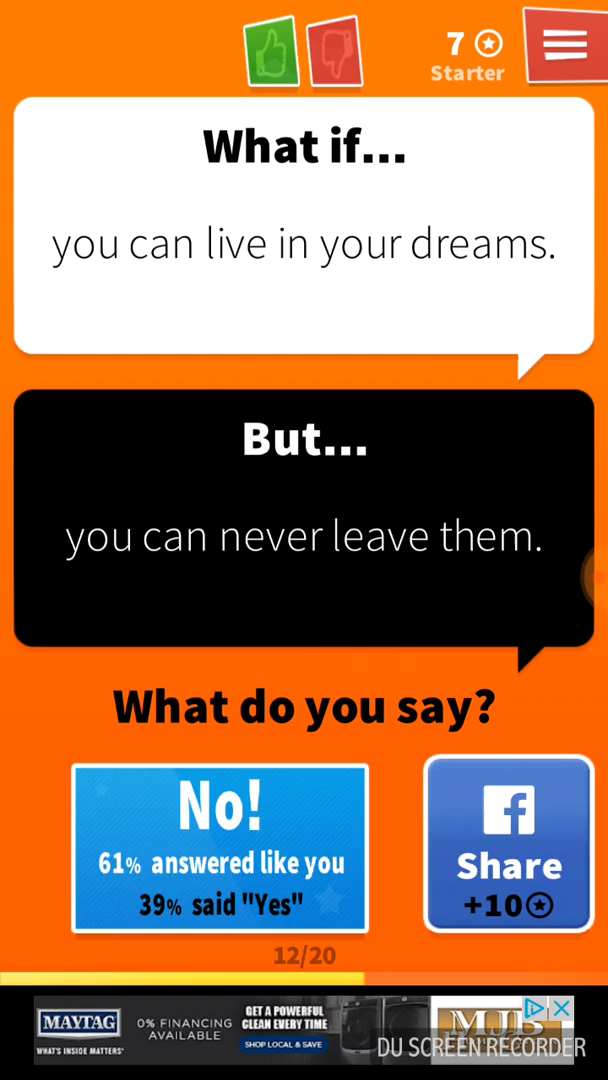 7
Starter
What if...
you can live in your dreams.
But...
you can never leave them.
What do you say?
No!
61% answered like you
39% said "Yes"
Share
+10
12/20
MAYTAG
WHAT'S INSIDE MATTERS
0% FINANCING
AVAILABLE
GET A POWERFUL
CLEAN EVERY TIME
SHOP LOCAL & SAVE
MJB
DU SCREEN RECORDER